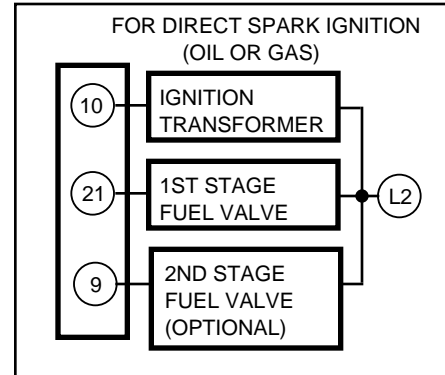 FOR DIRECT SPARK IGNITION
(OIL OR GAS)
10
IGNITION
TRANSFORMER
21
1ST STAGE
FUEL VALVE
L2
9
2ND STAGE
FUEL VALVE
(OPTIONAL)